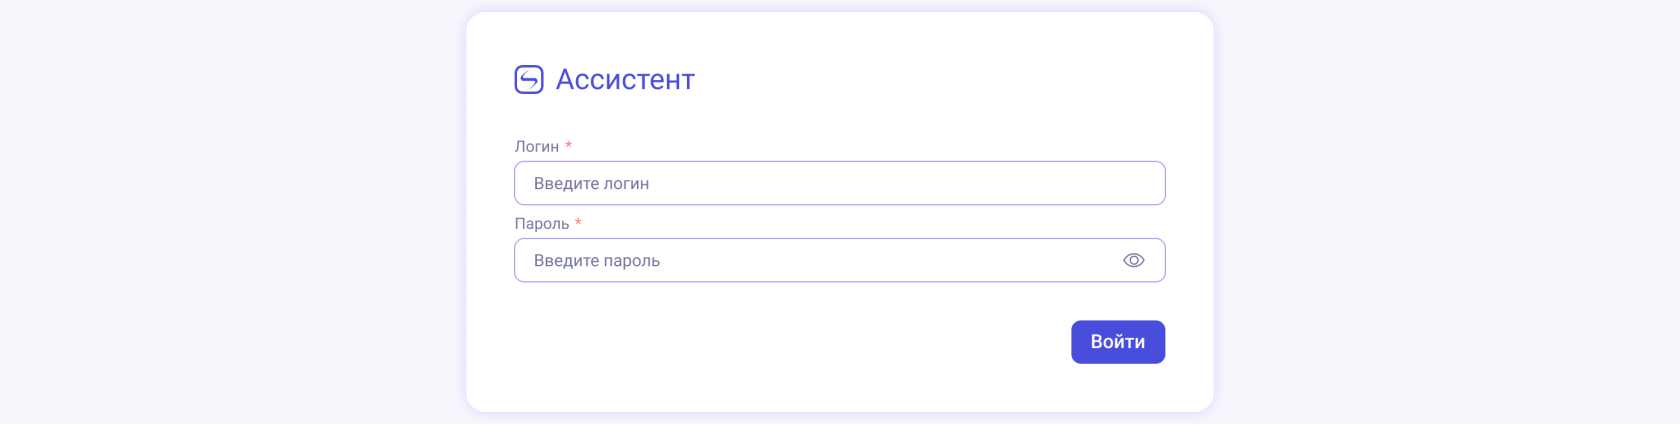 Ассистент
Логин *
Введите логин
Пароль *
Введите пароль
Войти